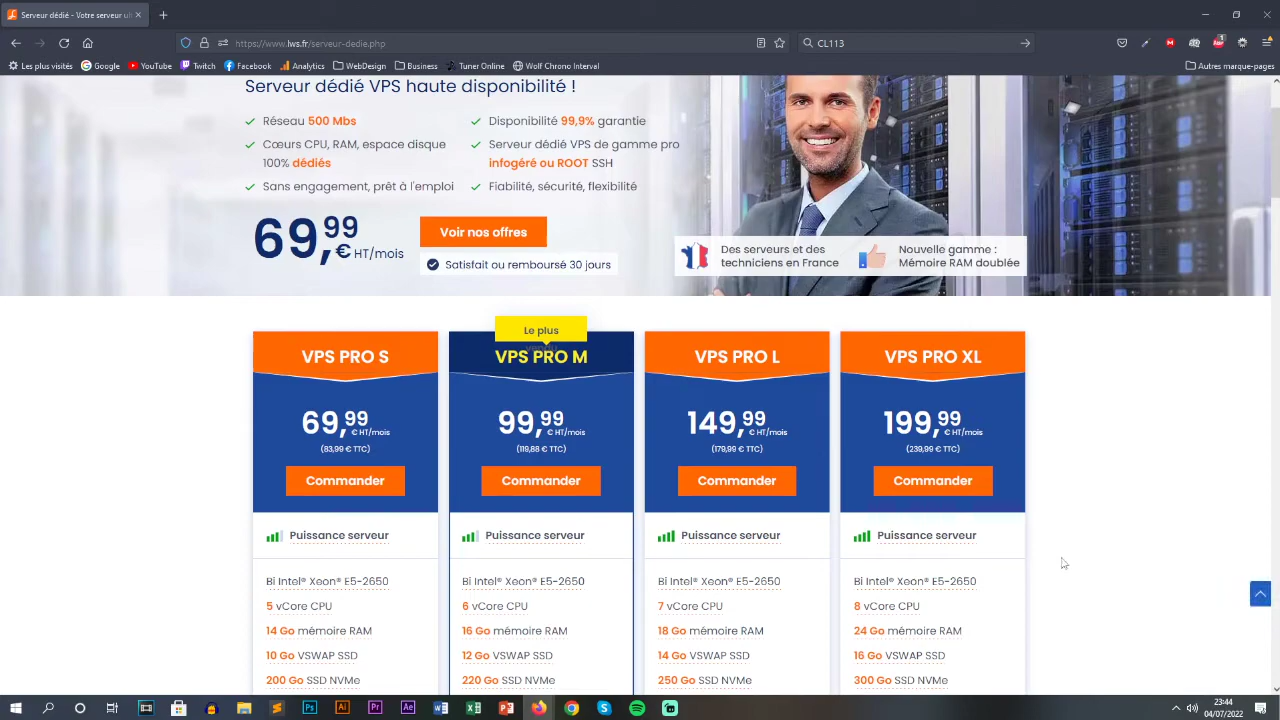 Serveur dédié - Votre serveur ul
https://www.lws.fr/serveur-dedie.php
CL113
Les plus visités
Google
YouTube
Twitch
Facebook
Analytics
WebDesign
Business
Tuner Online
Wolf Chrono Interval
Autres marque-pages
Serveur dédié VPS haute disponibilité !
Réseau 500 Mbs
Disponibilité 99,9% garantie
Cœurs CPU, RAM, espace disque
100% dédiés
Serveur dédié VPS de gamme pro
infogéré ou ROOT SSH
Sans engagement, prêt à l'emploi
Fiabilité, sécurité, flexibilité
69,99 € HT/mois
Voir nos offres
Satisfait ou remboursé 30 jours
Des serveurs et des
techniciens en France
Nouvelle gamme :
Mémoire RAM doublée
Le plus
VPS PRO S
VPS PRO M
VPS PRO L
VPS PRO XL
69,99 € HT/mois
99,99 € HT/mois
149,99 € HT/mois
199,99 € HT/mois
(83,99 € TTC)
(119,88 € TTC)
(179,99 € TTC)
(239,99 € TTC)
Commander
Commander
Commander
Commander
Puissance serveur
Puissance serveur
Puissance serveur
Puissance serveur
Bi Intel® Xeon® E5-2650
Bi Intel® Xeon® E5-2650
Bi Intel® Xeon® E5-2650
Bi Intel® Xeon® E5-2650
5 vCore CPU
6 vCore CPU
7 vCore CPU
8 vCore CPU
14 Go mémoire RAM
16 Go mémoire RAM
18 Go mémoire RAM
24 Go mémoire RAM
10 Go VSWAP SSD
12 Go VSWAP SSD
14 Go VSWAP SSD
16 Go VSWAP SSD
200 Go SSD NVMe
220 Go SSD NVMe
250 Go SSD NVMe
300 Go SSD NVMe
23:44
04/07/2022